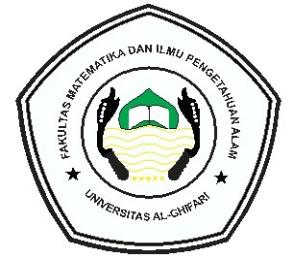 FAKULTAS MATEMATIKA DAN ILMU PENGETAHUAN ALAM
UNIVERSITAS AL-GHIFARI